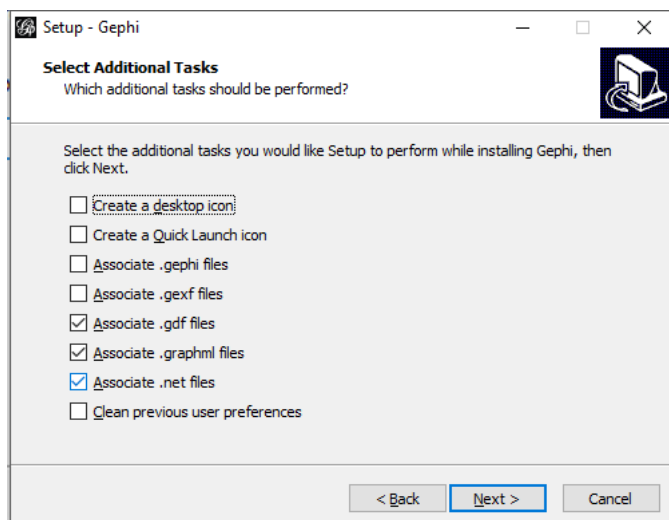 Setup - Gephi
Select Additional Tasks
Which additional tasks should be performed?
Select the additional tasks you would like Setup to perform while installing Gephi, then
click Next.
Create a desktop icon
Create a Quick Launch icon
Associate .gephi files
Associate .gexf files
Associate .gdf files
Associate .graphml files
Associate .net files
Clean previous user preferences
< Back Next > Cancel